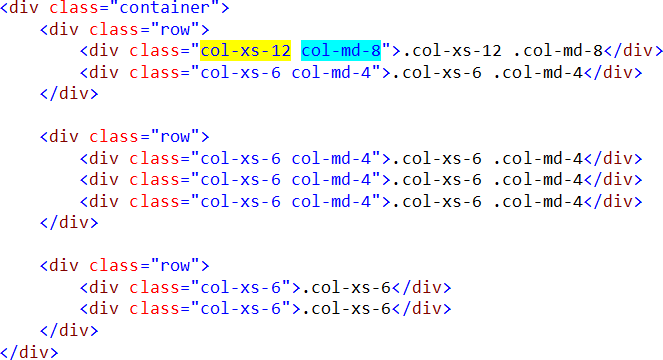 <div class="container">
    <div class="row">
        <div class="col-xs-12 col-md-8">.col-xs-12 .col-md-8</div>
        <div class="col-xs-6 col-md-4">.col-xs-6 .col-md-4</div>
    </div>

    <div class="row">
        <div class="col-xs-6 col-md-4">.col-xs-6 .col-md-4</div>
        <div class="col-xs-6 col-md-4">.col-xs-6 .col-md-4</div>
        <div class="col-xs-6 col-md-4">.col-xs-6 .col-md-4</div>
    </div>

    <div class="row">
        <div class="col-xs-6">.col-xs-6</div>
        <div class="col-xs-6">.col-xs-6</div>
    </div>
</div>